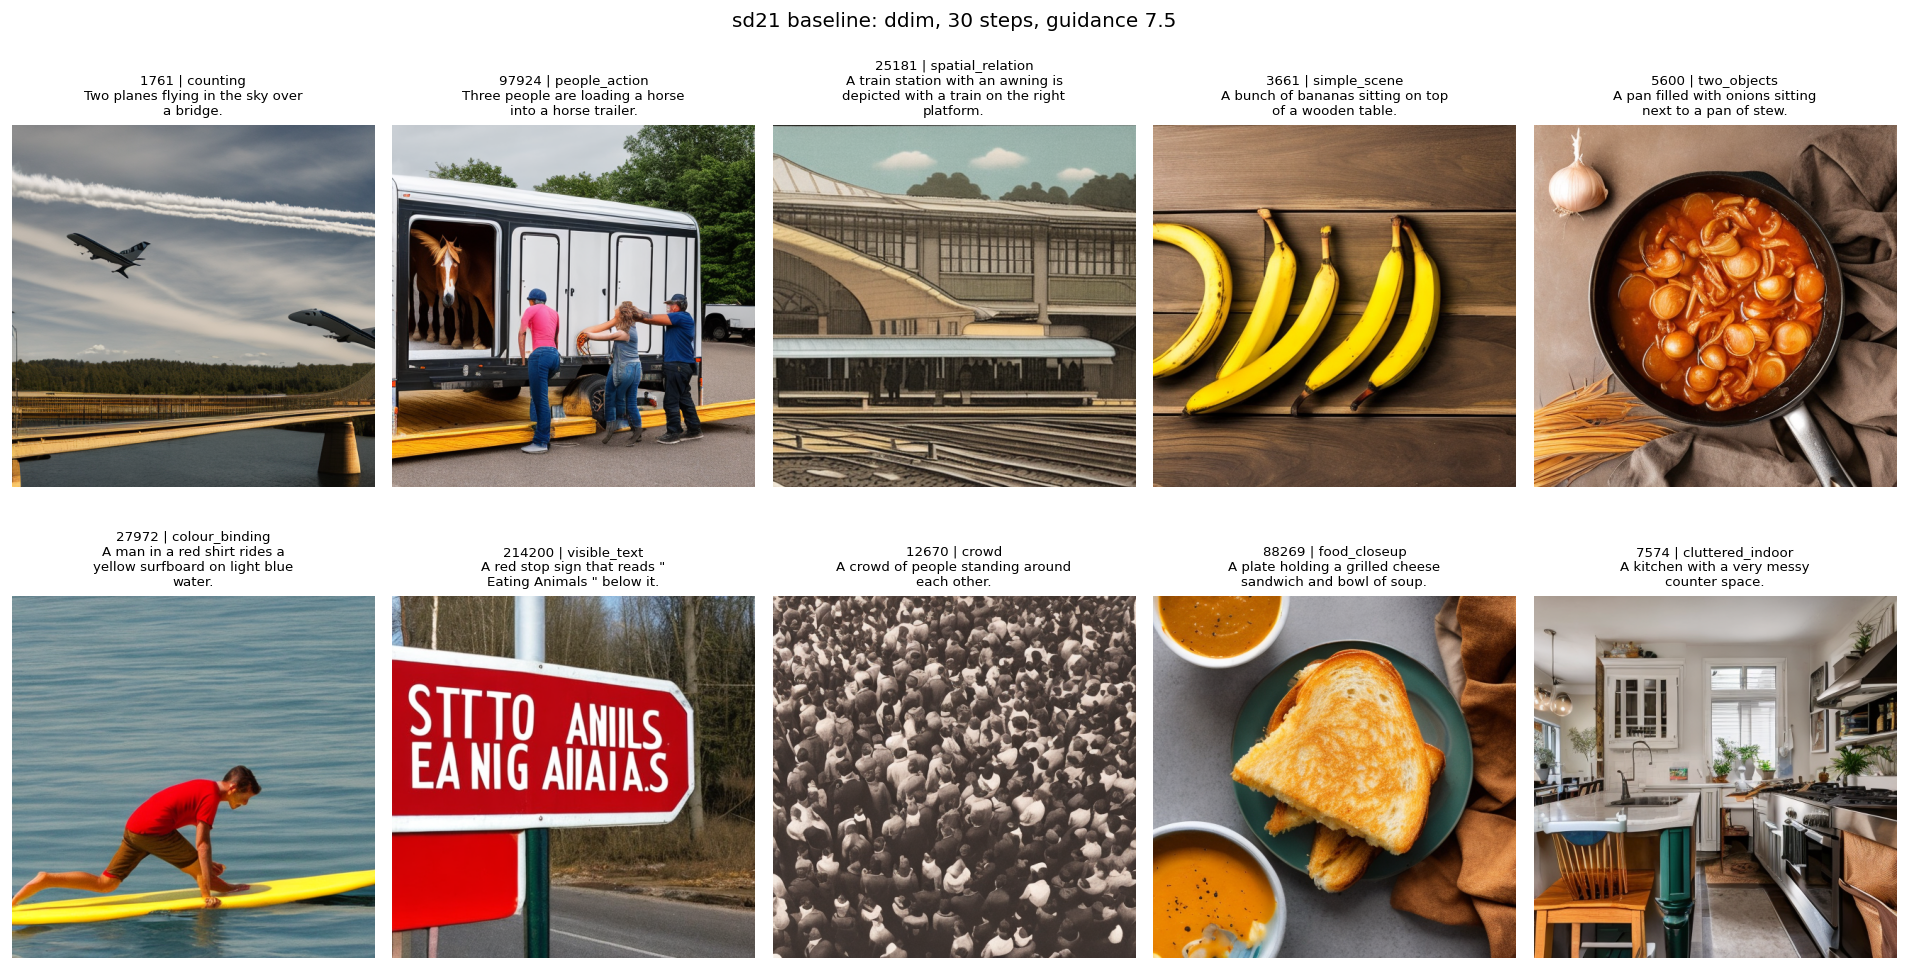 sd21 baseline: ddim, 30 steps, guidance 7.5
1761 | counting
Two planes flying in the sky over
a bridge.
97924 | people_action
Three people are loading a horse
into a horse trailer.
25181 | spatial_relation
A train station with an awning is
depicted with a train on the right
platform.
3661 | simple_scene
A bunch of bananas sitting on top
of a wooden table.
5600 | two_objects
A pan filled with onions sitting
next to a pan of stew.
27972 | colour_binding
A man in a red shirt rides a
yellow surfboard on light blue
water.
214200 | visible_text
A red stop sign that reads "
Eating Animals " below it.
STTTO ANIILS
EANIG AIIAIA.S
12670 | crowd
A crowd of people standing around
each other.
88269 | food_closeup
A plate holding a grilled cheese
sandwich and bowl of soup.
7574 | cluttered_indoor
A kitchen with a very messy
counter space.